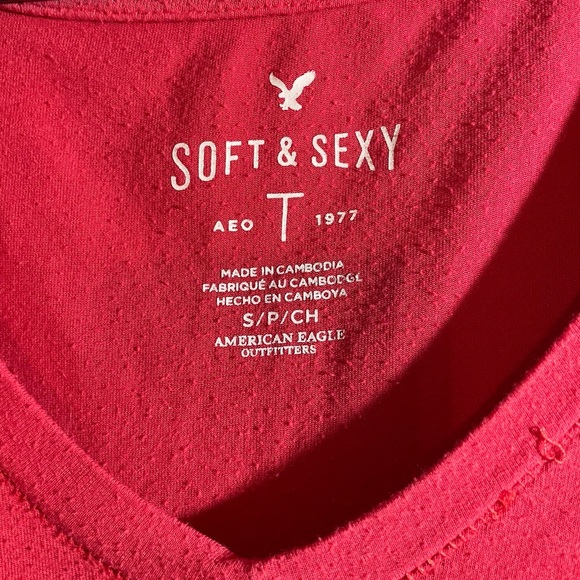 SOFT & SEXY
AEO T 1977
MADE IN CAMBODIA
FABRIQUÉ AU CAMBODGE
HECHO EN CAMBOYA
S/P/CH
AMERICAN EAGLE
OUTFITTERS